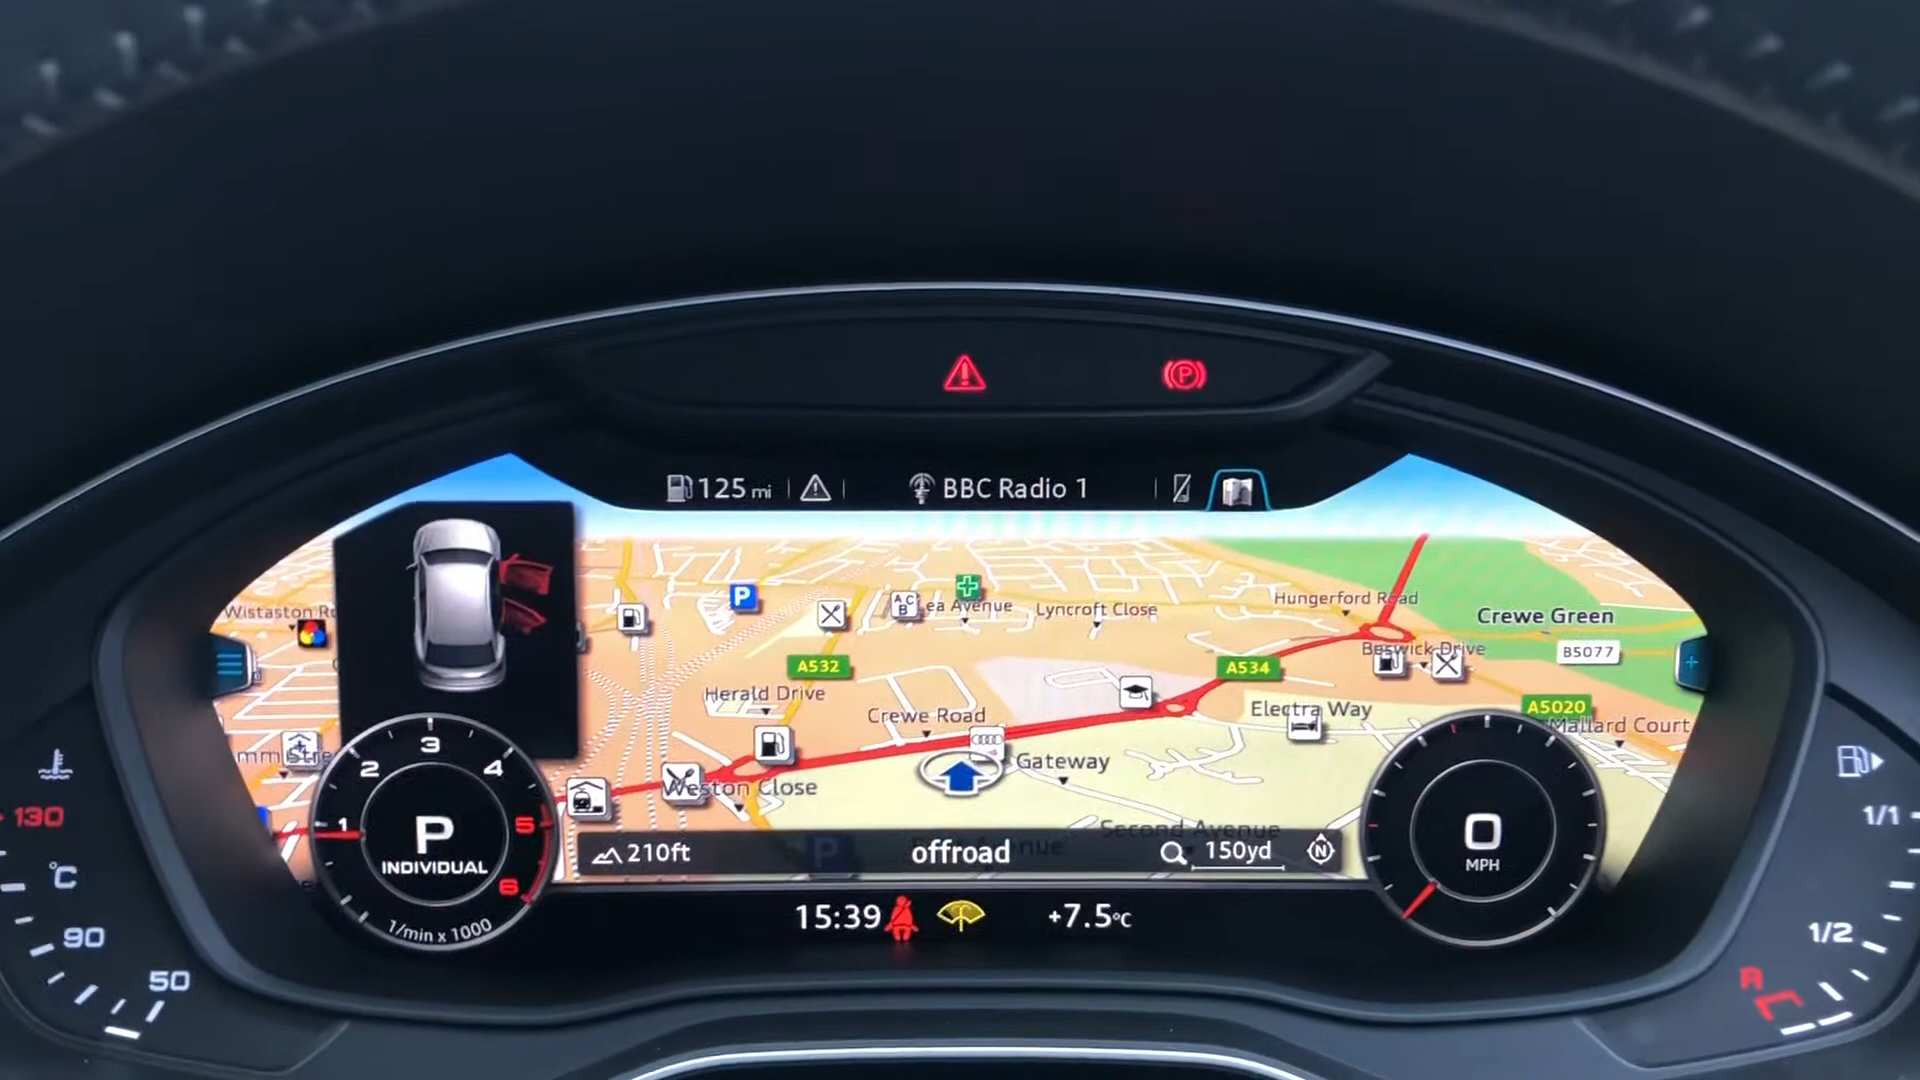 125 mi
BBC Radio 1
Wistaston R
P
A C
B
ea Avenue
Lyncroft Close
Hungerford Road
Crewe Green
A532
A534
Beswick Drive
B5077
Herald Drive
Crewe Road
Electra Way
A5020
Mallard Court
Gateway
Weston Close
mm Stre
Second Avenue
210ft
offroad
150yd
N
1
2
3
4
5
6
P
INDIVIDUAL
1/min x 1000
0
MPH
15:39
+7.5°C
130
°C
90
50
1/1
1/2
R
P